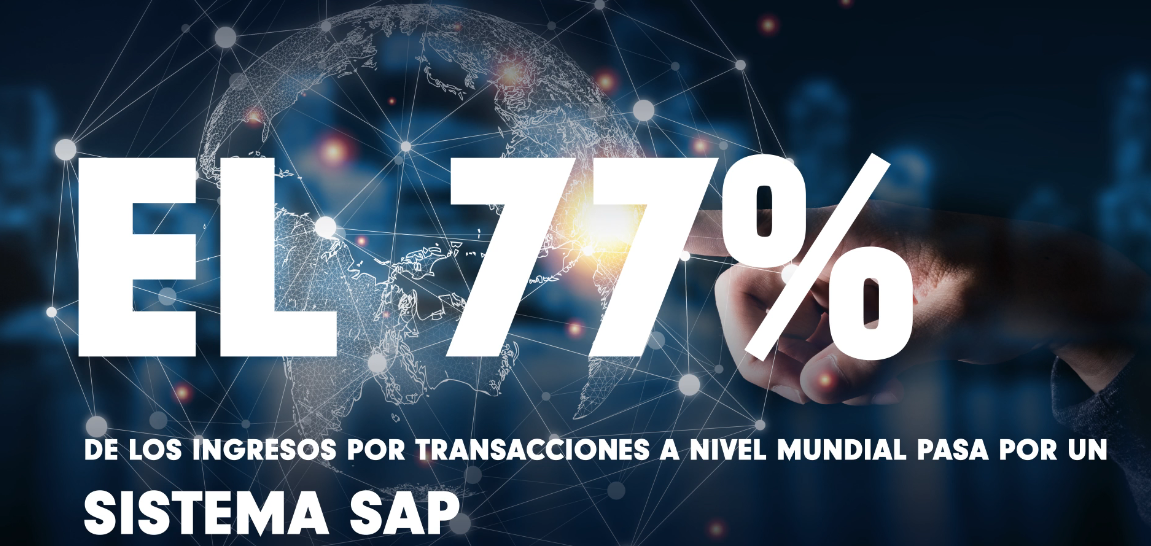 EL 77%
DE LOS INGRESOS POR TRANSACCIONES A NIVEL MUNDIAL PASA POR UN
SISTEMA SAP